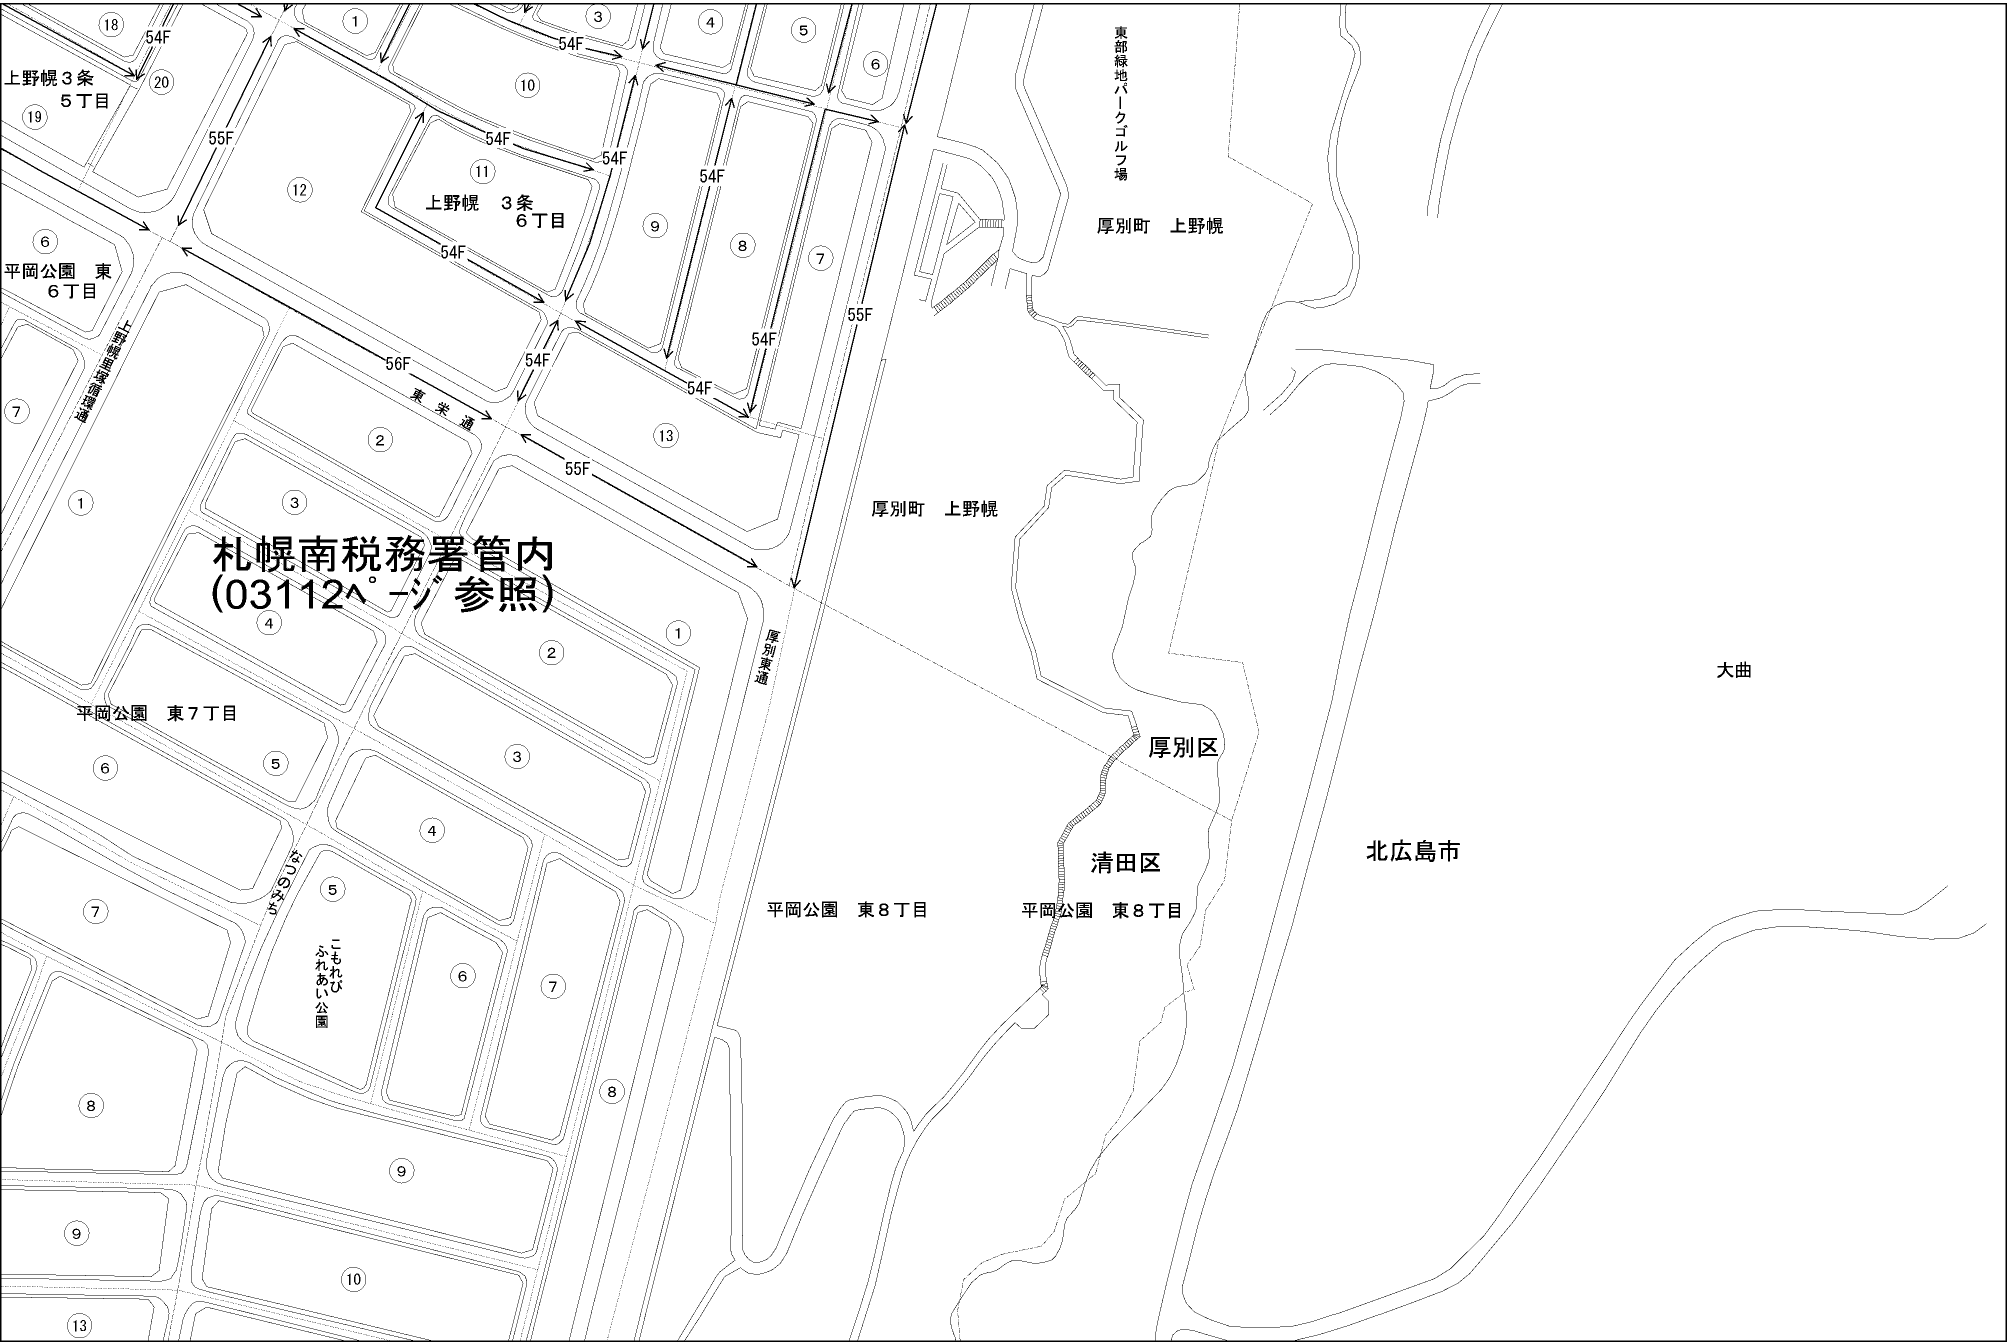 18
54F
1
3
4
5
6
20
上野幌３条
５丁目
19
55F
54F
10
54F
54F
11
上野幌　３条
６丁目
12
54F
9
8
7
54F
東部緑地パークゴルフ場
厚別町　上野幌
6
平岡公園　東
６丁目
上野幌里塚循環通
7
56F
東栄通
54F
54F
54F
55F
13
55F
2
1
3
厚別町　上野幌
札幌南税務署管内
(03112ﾍﾟｰｼﾞ参照)
4
2
1
厚別東通
大曲
平岡公園　東７丁目
5
6
3
4
厚別区
清田区
北広島市
平岡公園　東８丁目
平岡公園　東８丁目
なつのみち
7
5
こもれび
ふれあい公園
6
7
8
8
9
9
10
13